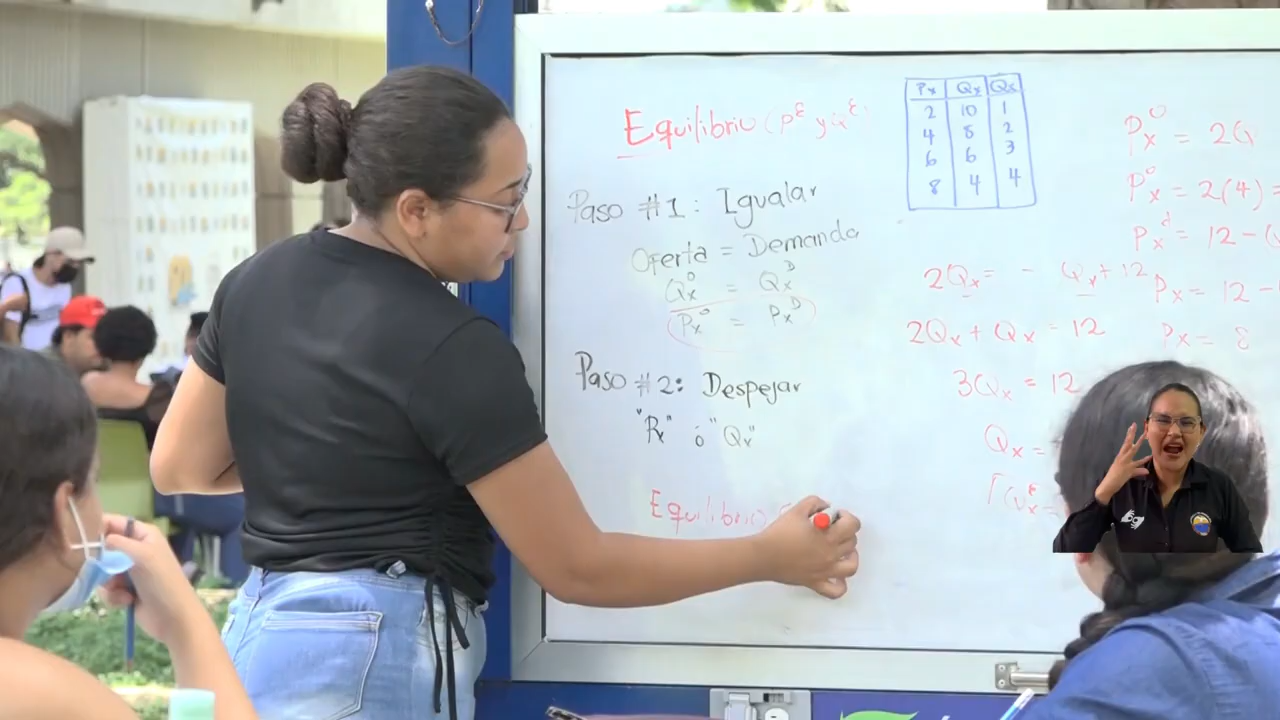 Equilibrio (Pᴱ y Qxᴱ
Paso #1: Igualar
Oferta = Demanda
Qxᴼ = Qxᴰ
Pxᴼ = Pxᴰ
Paso #2: Despejar
"Px" ó "Qx"
Equilibrio
Px Qx Qx
2 10 1
4 8 2
6 6 3
8 4 4
2Qx = - Qx + 12
2Qx + Qx = 12
3Qx = 12
Qx =
Pxᴼ = 2Q
Pxᴼ = 2(4) =
Pxᵈ = 12 - (
Px = 12 -
Px = 8